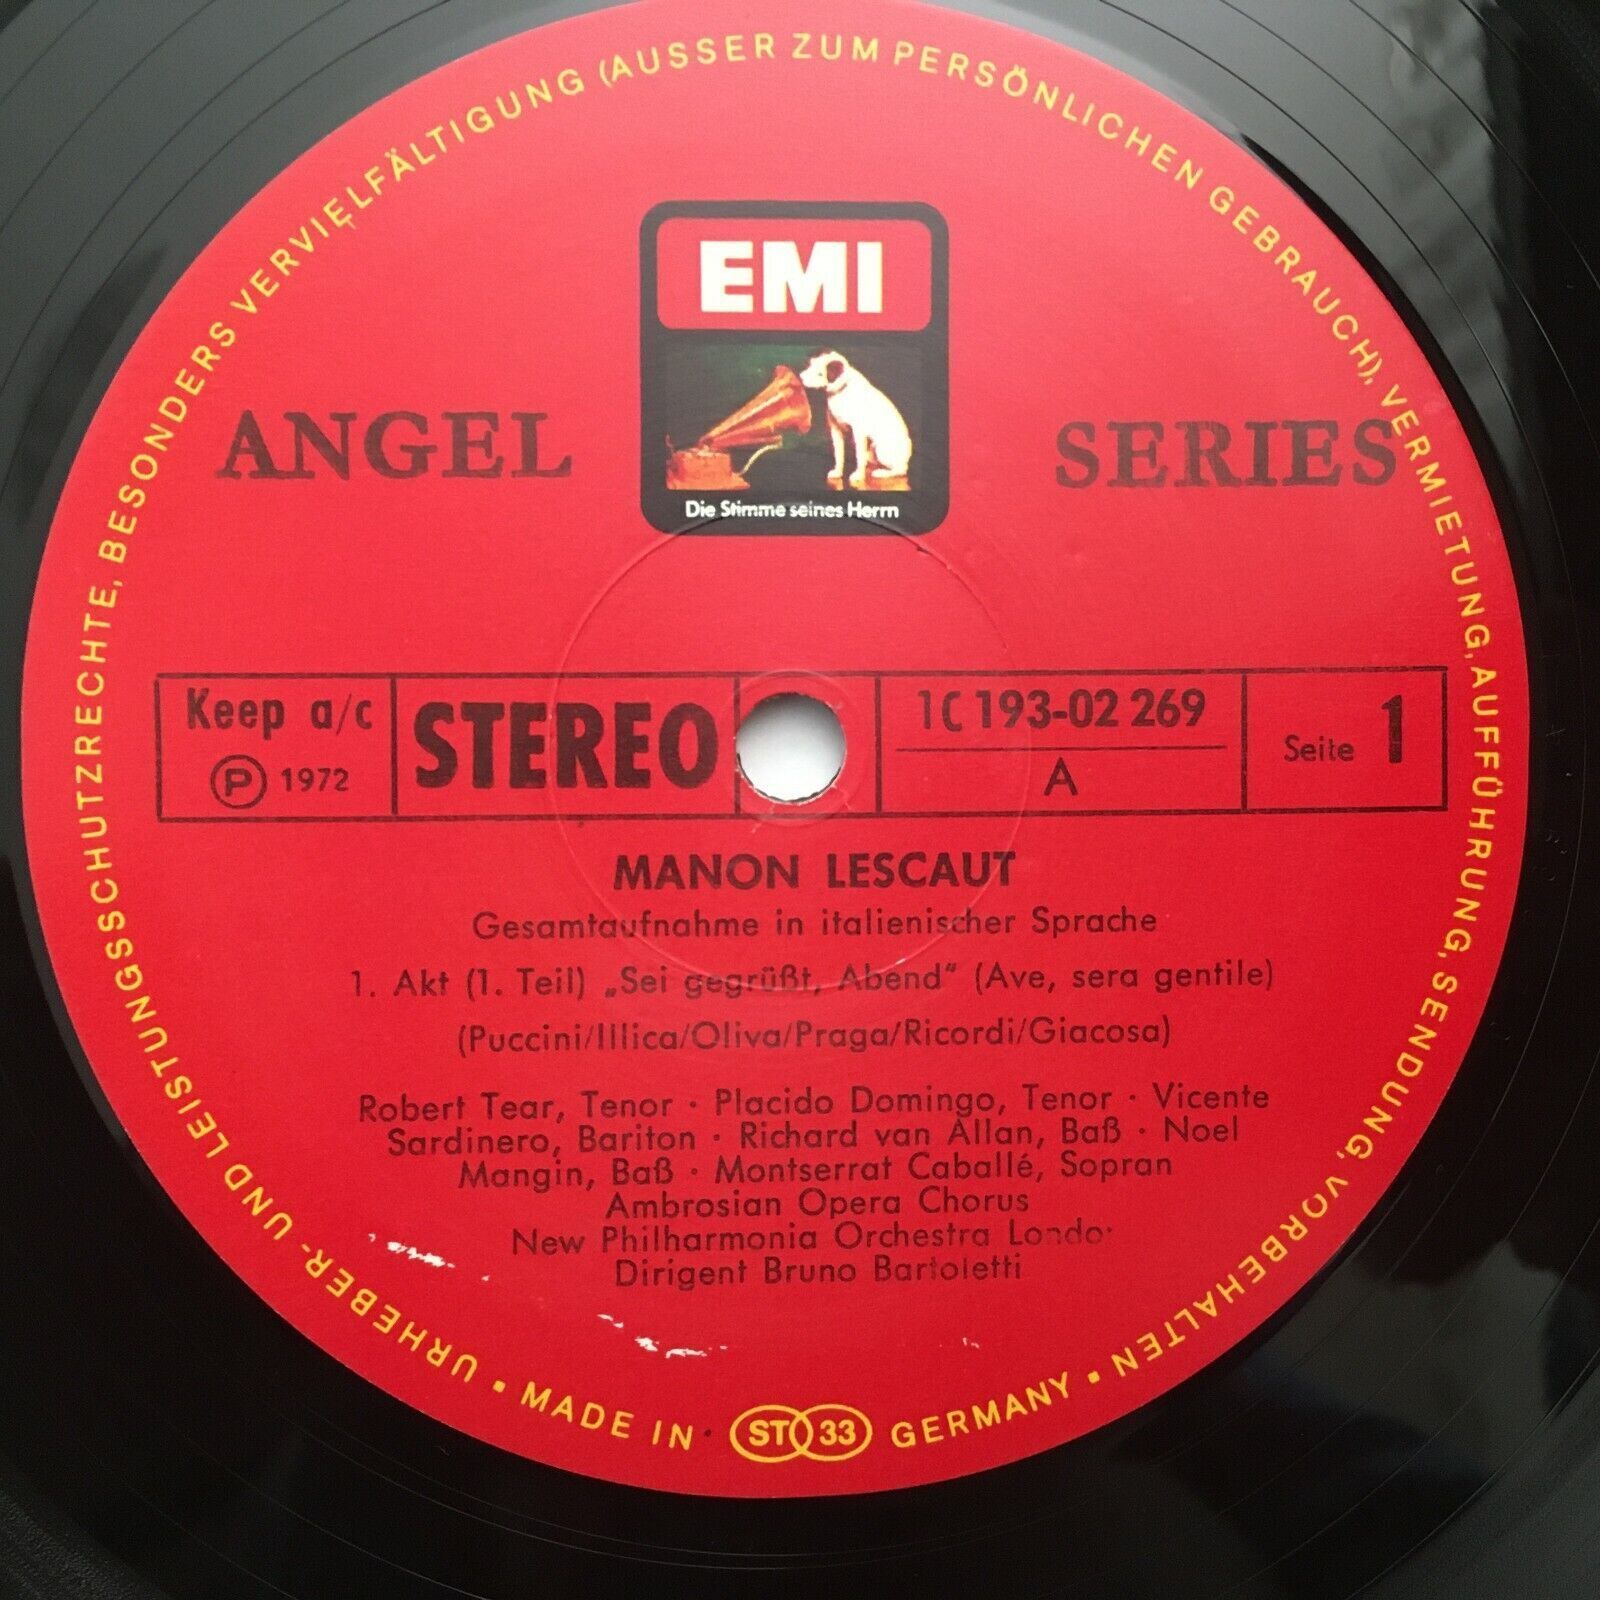 URHEBER- UND LEISTUNGSSCHUTZRECHTE, BESONDERS VERVIELFÄLTIGUNG (AUSSER ZUM PERSÖNLICHEN GEBRAUCH), VERMIETUNG, AUFFÜHRUNG, SENDUNG, VORBEHALTEN
EMI
Die Stimme seines Herrn
ANGEL SERIES
Keep a/c
Ⓟ 1972
STEREO
1C 193-02 269
A
Seite 1
MANON LESCAUT
Gesamtaufnahme in italienischer Sprache
1. Akt (1. Teil) „Sei gegrüßt, Abend" (Ave, sera gentile)
(Puccini/Illica/Oliva/Praga/Ricordi/Giacosa)
Robert Tear, Tenor · Placido Domingo, Tenor · Vicente
Sardinero, Bariton · Richard van Allan, Baß · Noel
Mangin, Baß · Montserrat Caballé, Sopran
Ambrosian Opera Chorus
New Philharmonia Orchestra London
Dirigent Bruno Bartoletti
· MADE IN ST 33 GERMANY ·